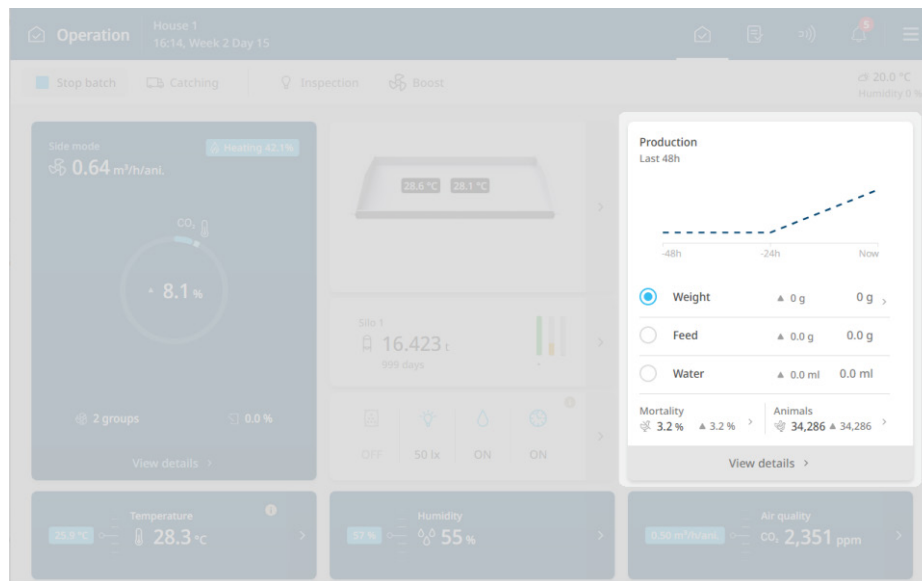 Operation
House 1
16:14, Week 2 Day 15
5
Stop batch
Catching
Inspection
Boost
20.0 °C
Humidity 0 %
Side mode
0.64 m³/h/ani.
Heating 42.1%
CO₂
8.1 %
2 groups
0.0 %
View details
28.6 °C
28.1 °C
Silo 1
16.423 t
999 days
OFF
50 lx
ON
ON
Production
Last 48h
-48h
-24h
Now
Weight ▲ 0 g 0 g
Feed ▲ 0.0 g 0.0 g
Water ▲ 0.0 ml 0.0 ml
Mortality
3.2 % ▲ 3.2 %
Animals
34,286 ▲ 34,286
View details
Temperature
25.9 °C
28.3 °C
Humidity
37 %
55 %
Air quality
0.50 m³/h/ani.
CO₂ 2,351 ppm